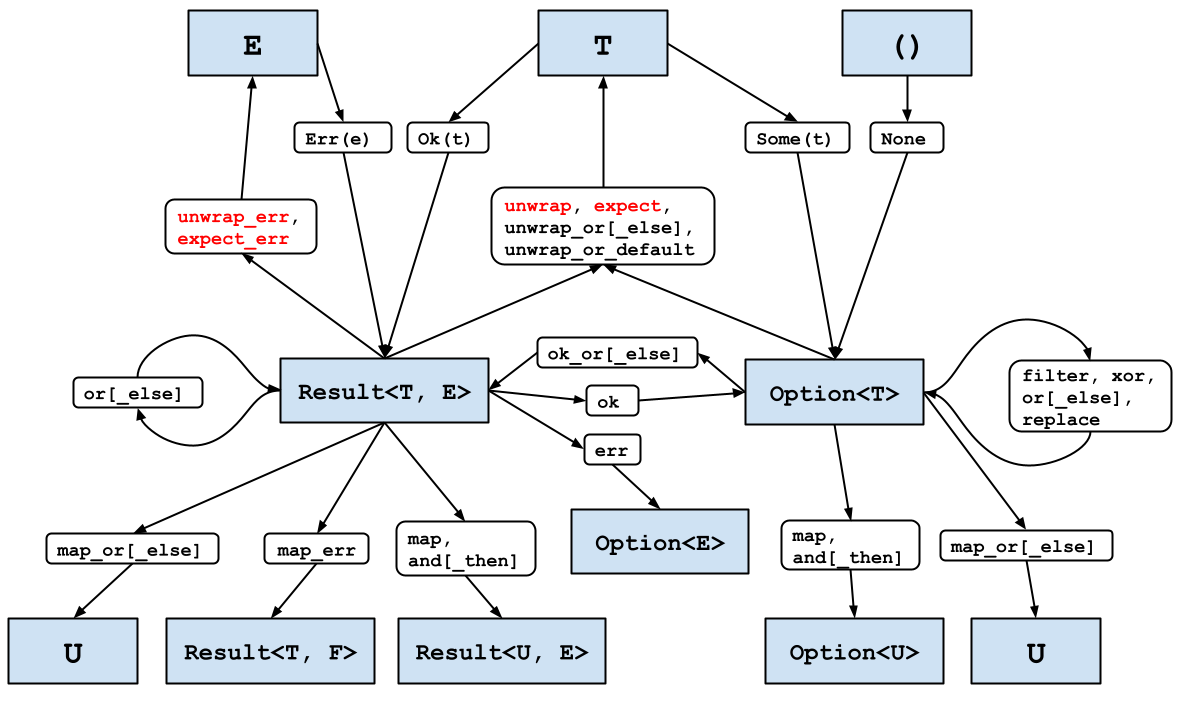 E
T
()
Err(e)
Ok(t)
Some(t)
None
unwrap_err,
expect_err
unwrap, expect,
unwrap_or[_else],
unwrap_or_default
or[_else]
Result<T, E>
ok_or[_else]
ok
err
Option<T>
filter, xor,
or[_else],
replace
Option<E>
map_or[_else]
map_err
map,
and[_then]
map,
and[_then]
map_or[_else]
U
Result<T, F>
Result<U, E>
Option<U>
U